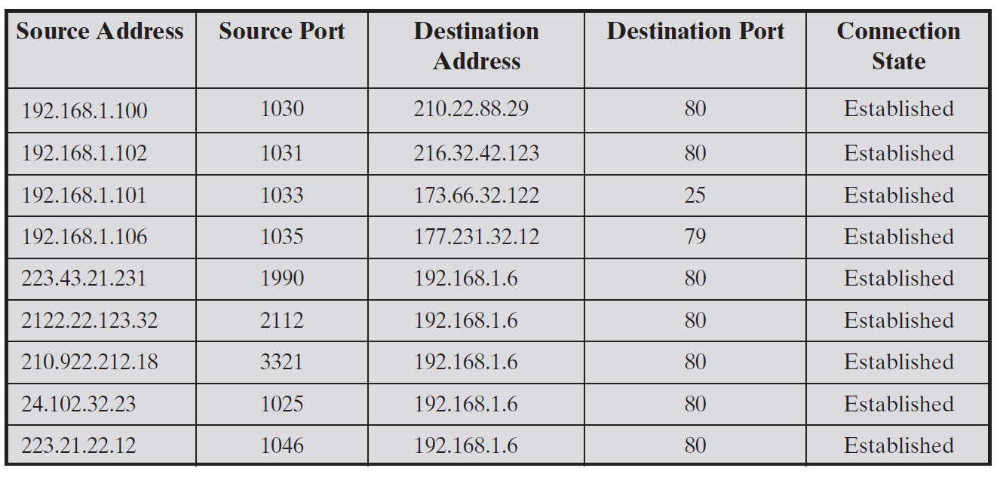 Source Address Source Port Destination Address Destination Port Connection State
192.168.1.100 1030 210.22.88.29 80 Established
192.168.1.102 1031 216.32.42.123 80 Established
192.168.1.101 1033 173.66.32.122 25 Established
192.168.1.106 1035 177.231.32.12 79 Established
223.43.21.231 1990 192.168.1.6 80 Established
2122.22.123.32 2112 192.168.1.6 80 Established
210.922.212.18 3321 192.168.1.6 80 Established
24.102.32.23 1025 192.168.1.6 80 Established
223.21.22.12 1046 192.168.1.6 80 Established